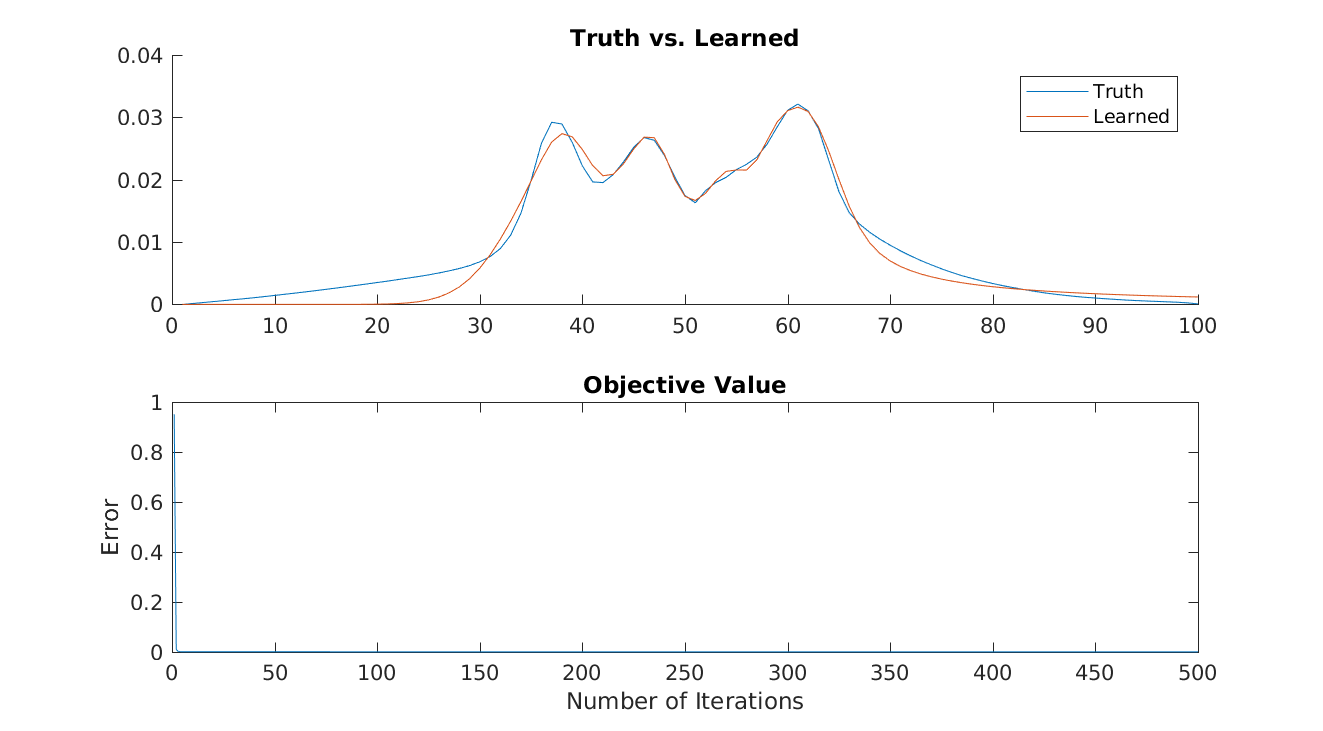 Truth vs. Learned
0.04
0.03
0.02
0.01
0
Truth
Learned
0 10 20 30 40 50 60 70 80 90 100
Objective Value
1
0.8
0.6
0.4
0.2
0
Error
0 50 100 150 200 250 300 350 400 450 500
Number of Iterations